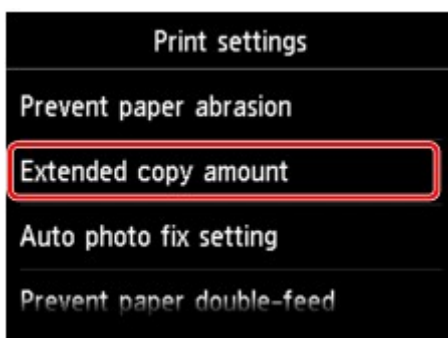 Print settings
Prevent paper abrasion
Extended copy amount
Auto photo fix setting
Prevent paper double-feed